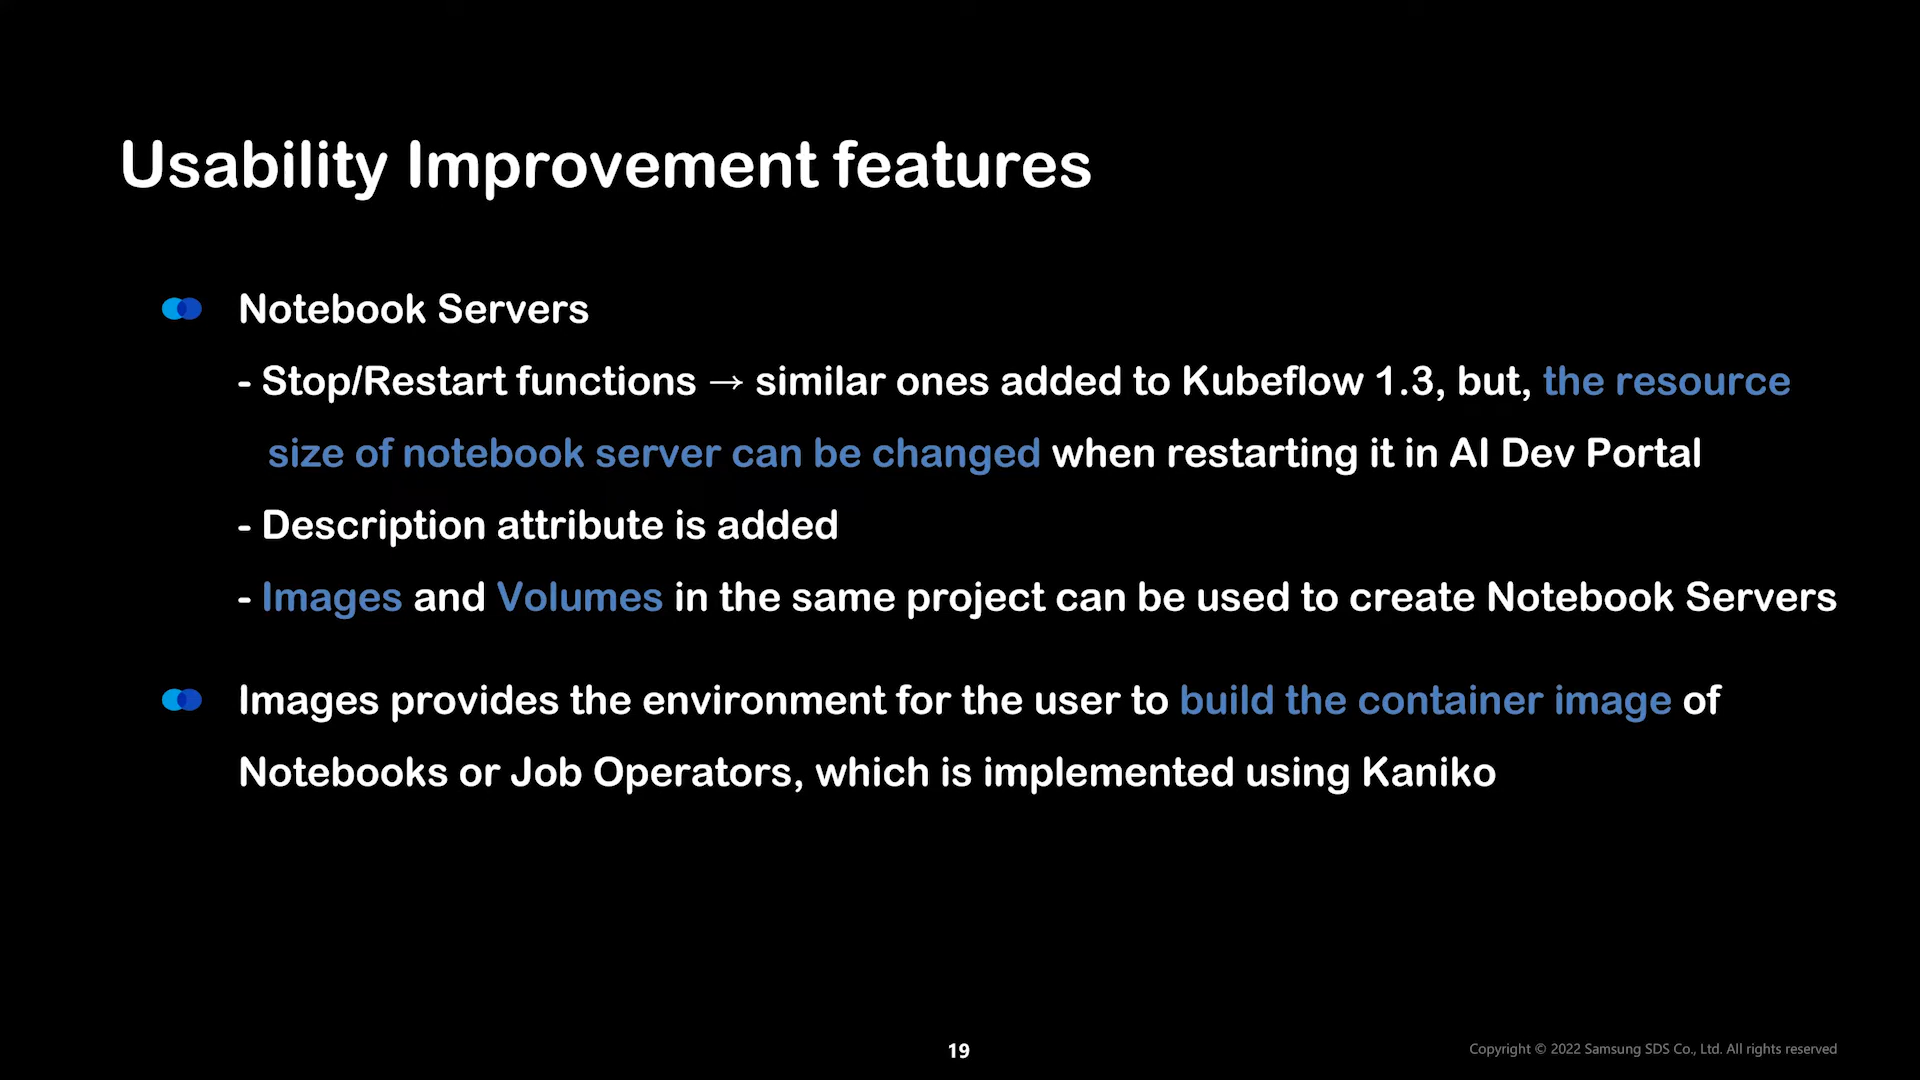 Usability Improvement features
Notebook Servers
- Stop/Restart functions → similar ones added to Kubeflow 1.3, but, the resource
size of notebook server can be changed when restarting it in AI Dev Portal
- Description attribute is added
- Images and Volumes in the same project can be used to create Notebook Servers
Images provides the environment for the user to build the container image of
Notebooks or Job Operators, which is implemented using Kaniko
19
Copyright © 2022 Samsung SDS Co., Ltd. All rights reserved